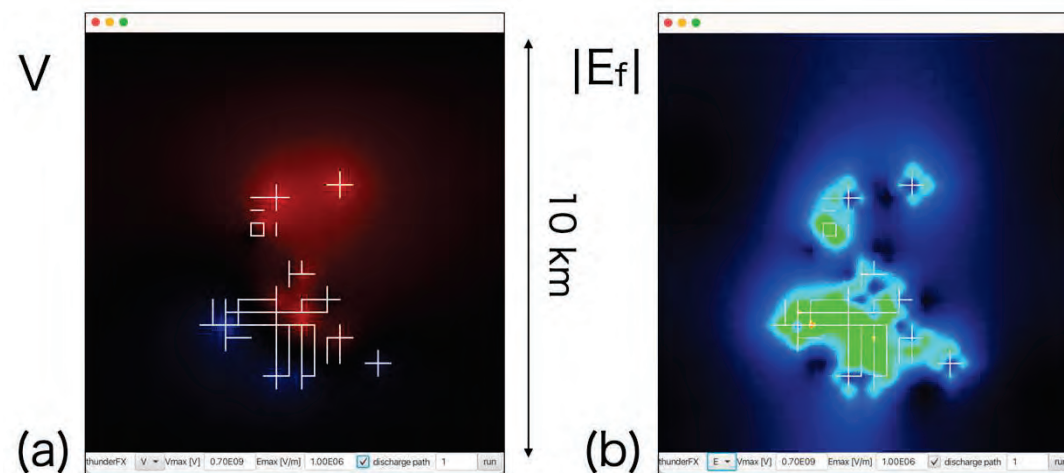 V
|Ef|
10 km
(a)
thunderFX V Vmax [V] 0.70E09 Emax [V/m] 1.00E06 discharge path 1 run
(b)
thunderFX E Vmax [V] 0.70E09 Emax [V/m] 1.00E06 discharge path 1